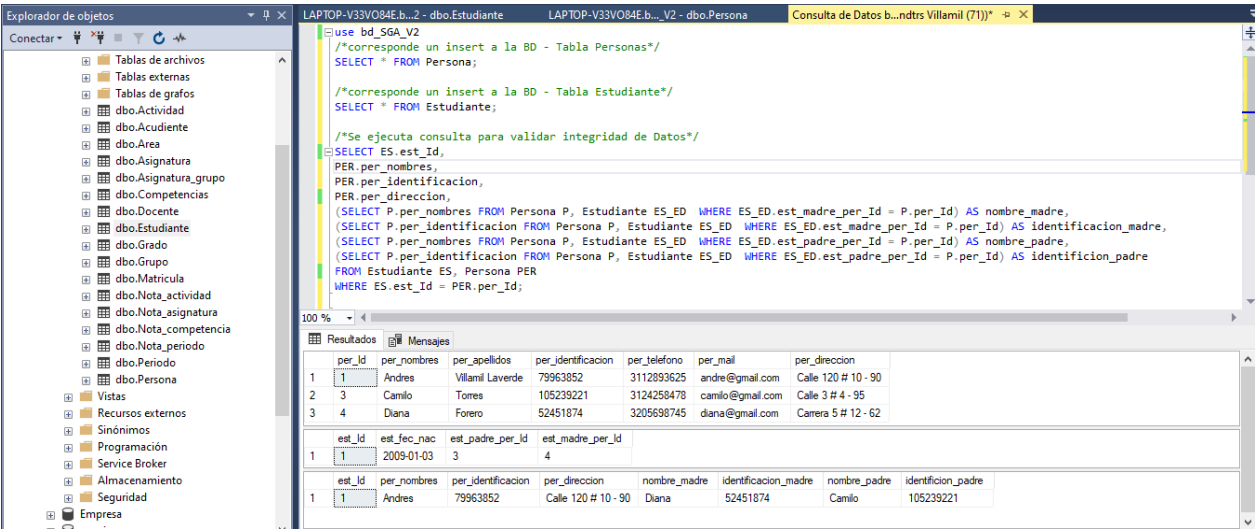 Explorador de objetos
Conectar
Tablas de archivos
Tablas externas
Tablas de grafos
dbo.Actividad
dbo.Acudiente
dbo.Area
dbo.Asignatura
dbo.Asignatura_grupo
dbo.Competencias
dbo.Docente
dbo.Estudiante
dbo.Grado
dbo.Grupo
dbo.Matricula
dbo.Nota_actividad
dbo.Nota_asignatura
dbo.Nota_competencia
dbo.Nota_periodo
dbo.Periodo
dbo.Persona
Vistas
Recursos externos
Sinónimos
Programación
Service Broker
Almacenamiento
Seguridad
Empresa
LAPTOP-V33VO84E.b...2 - dbo.Estudiante LAPTOP-V33VO84E.b..._V2 - dbo.Persona Consulta de Datos b...ndtrs Villamil (71))*
use bd_SGA_V2
/*corresponde un insert a la BD - Tabla Personas*/
SELECT * FROM Persona;
/*corresponde un insert a la BD - Tabla Estudiante*/
SELECT * FROM Estudiante;
/*Se ejecuta consulta para validar integridad de Datos*/
SELECT ES.est_Id,
PER.per_nombres,
PER.per_identificacion,
PER.per_direccion,
(SELECT P.per_nombres FROM Persona P, Estudiante ES_ED  WHERE ES_ED.est_madre_per_Id = P.per_Id) AS nombre_madre,
(SELECT P.per_identificacion FROM Persona P, Estudiante ES_ED  WHERE ES_ED.est_madre_per_Id = P.per_Id) AS identificacion_madre,
(SELECT P.per_nombres FROM Persona P, Estudiante ES_ED  WHERE ES_ED.est_padre_per_Id = P.per_Id) AS nombre_padre,
(SELECT P.per_identificacion FROM Persona P, Estudiante ES_ED  WHERE ES_ED.est_padre_per_Id = P.per_Id) AS identificion_padre
FROM Estudiante ES, Persona PER
WHERE ES.est_Id = PER.per_Id;
100 %
Resultados Mensajes
per_Id per_nombres per_apellidos per_identificacion per_telefono per_mail per_direccion
1 1 Andres Villamil Laverde 79963852 3112893625 andre@gmail.com Calle 120 # 10 - 90
2 3 Camilo Torres 105239221 3124258478 camilo@gmail.com Calle 3 # 4 - 95
3 4 Diana Forero 52451874 3205698745 diana@gmail.com Carrera 5 # 12 - 62
est_Id est_fec_nac est_padre_per_Id est_madre_per_Id
1 1 2009-01-03 3 4
est_Id per_nombres per_identificacion per_direccion nombre_madre identificacion_madre nombre_padre identificion_padre
1 1 Andres 79963852 Calle 120 # 10 - 90 Diana 52451874 Camilo 105239221